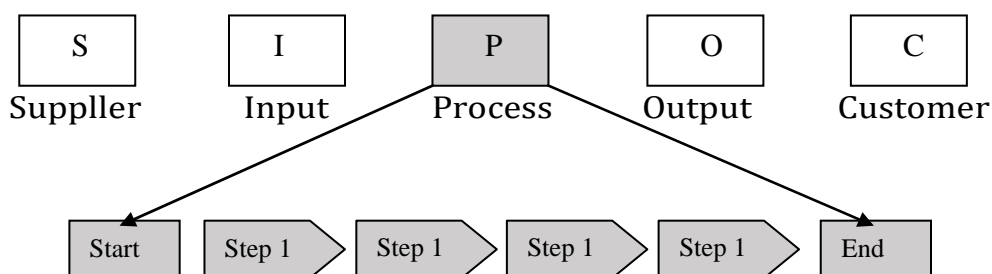 S I P O C
Suppller Input Process Output Customer
Start Step 1 Step 1 Step 1 Step 1 End